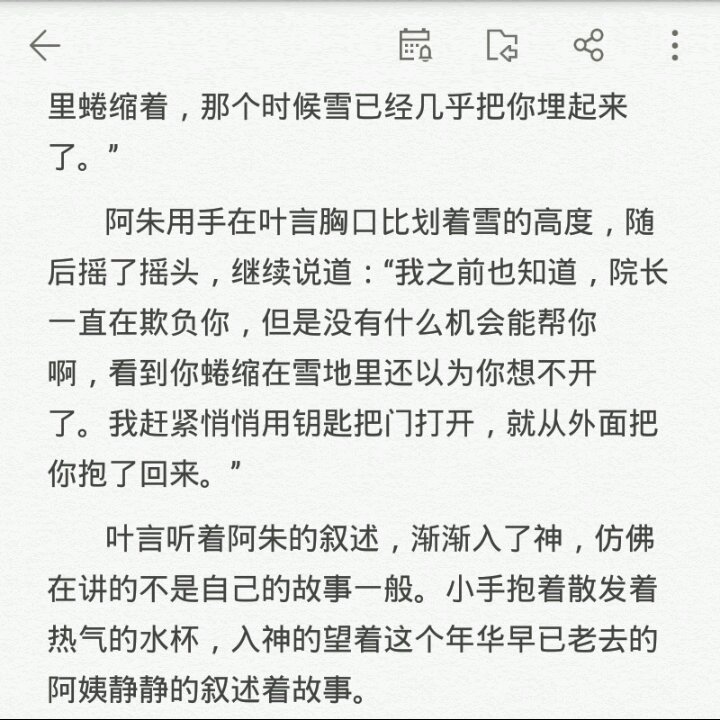 里蜷缩着，那个时候雪已经几乎把你埋起来
了。”
阿朱用手在叶言胸口比划着雪的高度，随
后摇了摇头，继续说道：“我之前也知道，院长
一直在欺负你，但是没有什么机会能帮你
啊，看到你蜷缩在雪地里还以为你想不开
了。我赶紧悄悄用钥匙把门打开，就从外面把
你抱了回来。”
叶言听着阿朱的叙述，渐渐入了神，仿佛
在讲的不是自己的故事一般。小手抱着散发着
热气的水杯，入神的望着这个年华早已老去的
阿姨静静的叙述着故事。